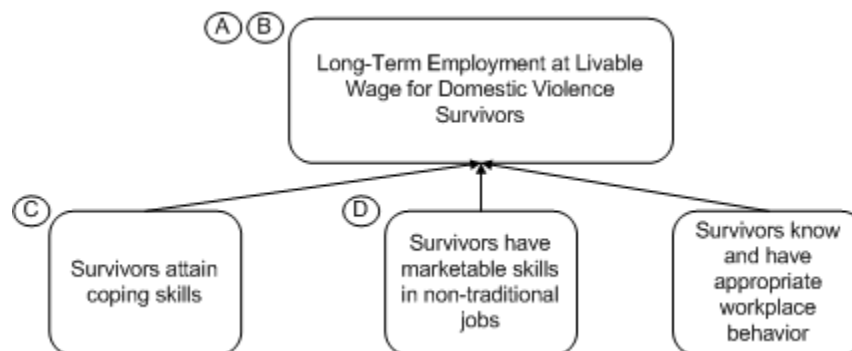 A B
Long-Term Employment at Livable
Wage for Domestic Violence
Survivors
C
Survivors attain
coping skills
D
Survivors have
marketable skills
in non-traditional
jobs
Survivors know
and have
appropriate
workplace
behavior